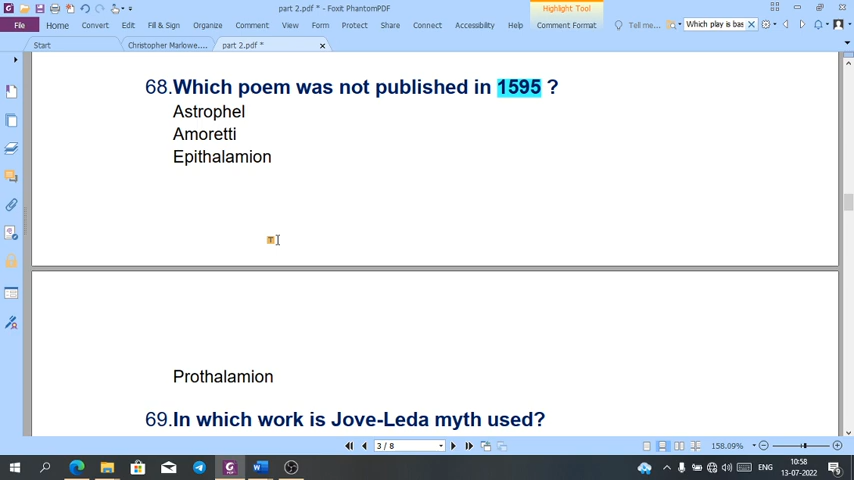 part 2.pdf * - Foxit PhantomPDF
Highlight Tool
File Home Convert Edit Fill & Sign Organize Comment View Form Protect Share Connect Accessibility Help Comment Format Tell me... Which play is bas
Start Christopher Marlowe.... part 2.pdf *
68.Which poem was not published in 1595 ?
Astrophel
Amoretti
Epithalamion
Prothalamion
69.In which work is Jove-Leda myth used?
3 / 8 158.09%
ENG 10:58
13-07-2022